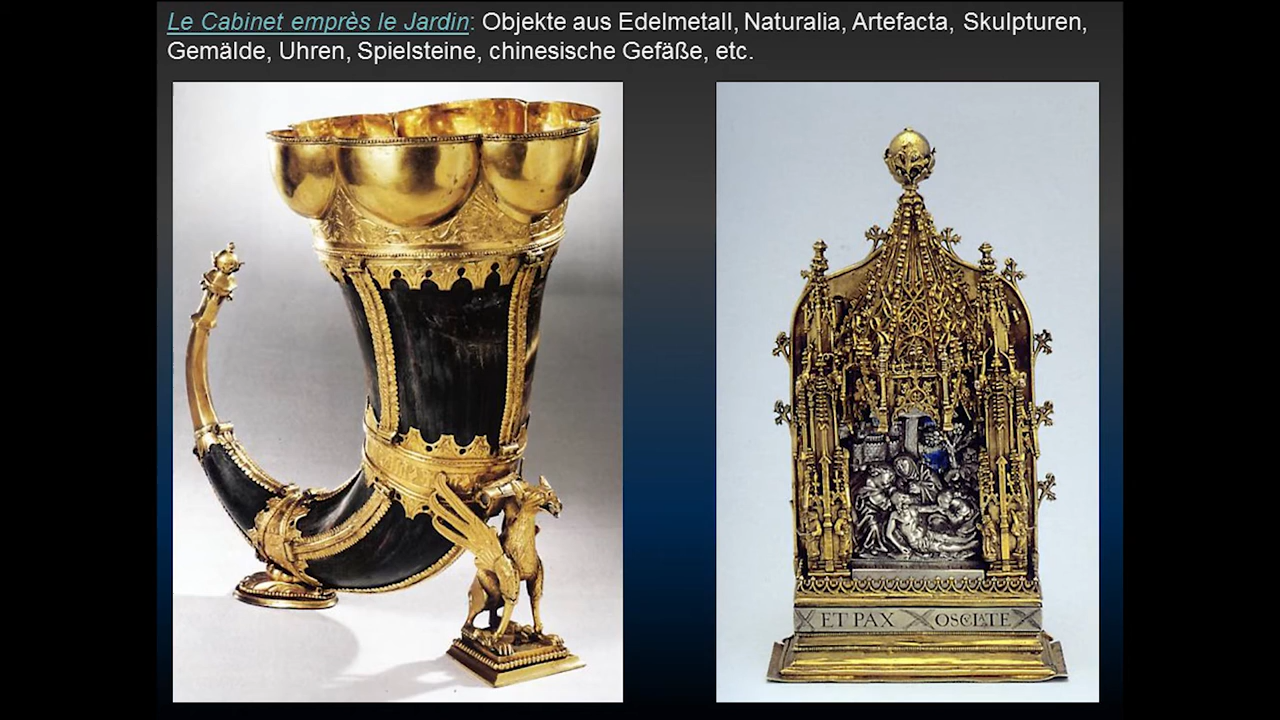 Le Cabinet emprès le Jardin: Objekte aus Edelmetall, Naturalia, Artefacta, Skulpturen,
Gemälde, Uhren, Spielsteine, chinesische Gefäße, etc.
ET PAX OSCVLATE